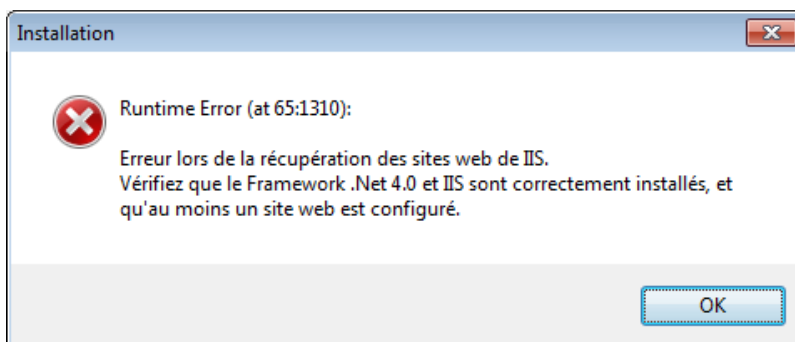 Installation
Runtime Error (at 65:1310):
Erreur lors de la récupération des sites web de IIS.
Vérifiez que le Framework .Net 4.0 et IIS sont correctement installés, et
qu'au moins un site web est configuré.
OK